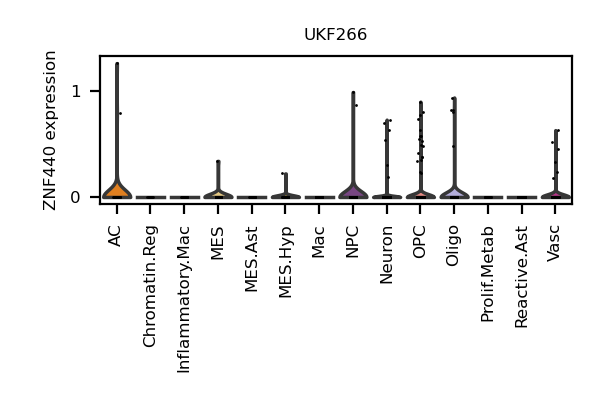 UKF266
ZNF440 expression
1
0
AC
Chromatin.Reg
Inflammatory.Mac
MES
MES.Ast
MES.Hyp
Mac
NPC
Neuron
OPC
Oligo
Prolif.Metab
Reactive.Ast
Vasc